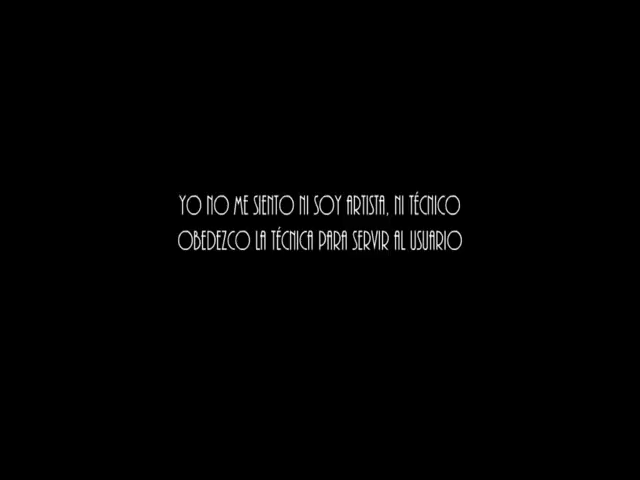 YO NO ME SIENTO NI SOY ARTISTA, NI TÉCNICO
OBEDEZCO LA TÉCNICA PARA SERVIR AL USUARIO